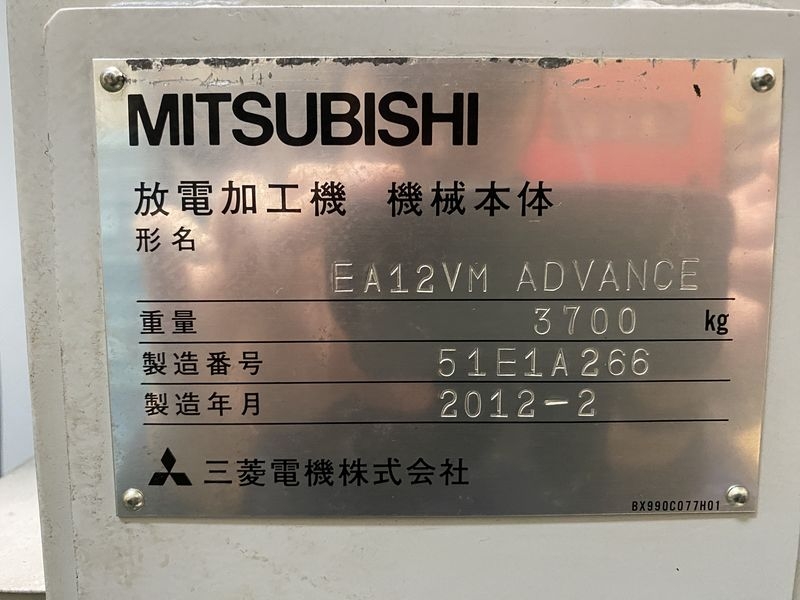 MITSUBISHI
放電加工機 機械本体
形名
EA12VM ADVANCE
重量 3700 kg
製造番号 51E1A266
製造年月 2012-2
三菱電機株式会社
BX990C077H01